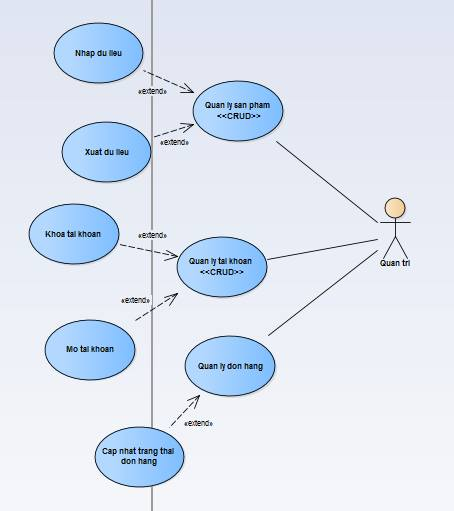 Nhap du lieu
«extend»
Quan ly san pham
<<CRUD>>
«extend»
Xuat du lieu
Khoa tai khoan
«extend»
Quan ly tai khoan
<<CRUD>>
Quan tri
«extend»
Mo tai khoan
Quan ly don hang
«extend»
Cap nhat trang thai
don hang